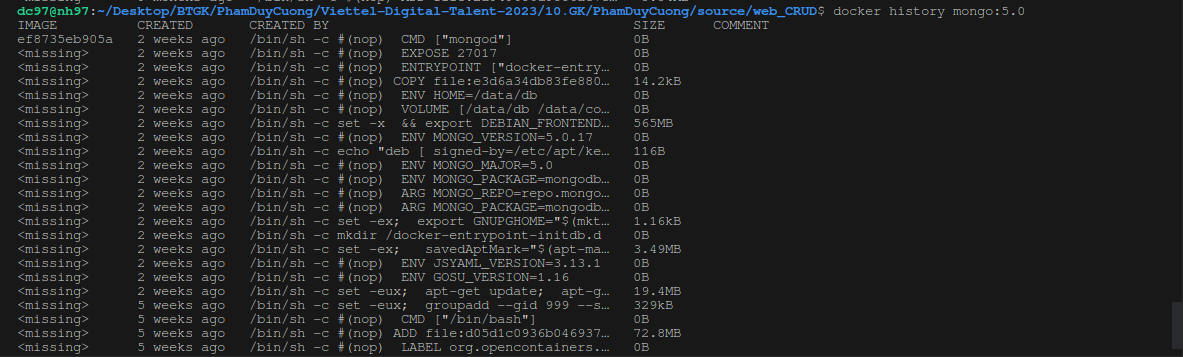 dc97@nh97:~/Desktop/BTGK/PhamDuyCuong/Viettel-Digital-Talent-2023/10.GK/PhamDuyCuong/source/web_CRUD$ docker history mongo:5.0
IMAGE CREATED CREATED BY SIZE COMMENT
ef8735eb905a 2 weeks ago /bin/sh -c #(nop) CMD ["mongod"] 0B
<missing> 2 weeks ago /bin/sh -c #(nop) EXPOSE 27017 0B
<missing> 2 weeks ago /bin/sh -c #(nop) ENTRYPOINT ["docker-entry… 0B
<missing> 2 weeks ago /bin/sh -c #(nop) COPY file:e3d6a34db83fe880… 14.2kB
<missing> 2 weeks ago /bin/sh -c #(nop) ENV HOME=/data/db 0B
<missing> 2 weeks ago /bin/sh -c #(nop) VOLUME [/data/db /data/co… 0B
<missing> 2 weeks ago /bin/sh -c set -x && export DEBIAN_FRONTEND… 565MB
<missing> 2 weeks ago /bin/sh -c #(nop) ENV MONGO_VERSION=5.0.17 0B
<missing> 2 weeks ago /bin/sh -c echo "deb [ signed-by=/etc/apt/ke… 116B
<missing> 2 weeks ago /bin/sh -c #(nop) ENV MONGO_MAJOR=5.0 0B
<missing> 2 weeks ago /bin/sh -c #(nop) ENV MONGO_PACKAGE=mongodb… 0B
<missing> 2 weeks ago /bin/sh -c #(nop) ARG MONGO_REPO=repo.mongo… 0B
<missing> 2 weeks ago /bin/sh -c #(nop) ARG MONGO_PACKAGE=mongodb… 0B
<missing> 2 weeks ago /bin/sh -c set -ex; export GNUPGHOME="$(mkt… 1.16kB
<missing> 2 weeks ago /bin/sh -c mkdir /docker-entrypoint-initdb.d 0B
<missing> 2 weeks ago /bin/sh -c set -ex; savedAptMark="$(apt-ma… 3.49MB
<missing> 2 weeks ago /bin/sh -c #(nop) ENV JSYAML_VERSION=3.13.1 0B
<missing> 2 weeks ago /bin/sh -c #(nop) ENV GOSU_VERSION=1.16 0B
<missing> 2 weeks ago /bin/sh -c set -eux; apt-get update; apt-g… 19.4MB
<missing> 5 weeks ago /bin/sh -c set -eux; groupadd --gid 999 --s… 329kB
<missing> 5 weeks ago /bin/sh -c #(nop) CMD ["/bin/bash"] 0B
<missing> 5 weeks ago /bin/sh -c #(nop) ADD file:d05d1c0936b046937… 72.8MB
<missing> 5 weeks ago /bin/sh -c #(nop) LABEL org.opencontainers.… 0B